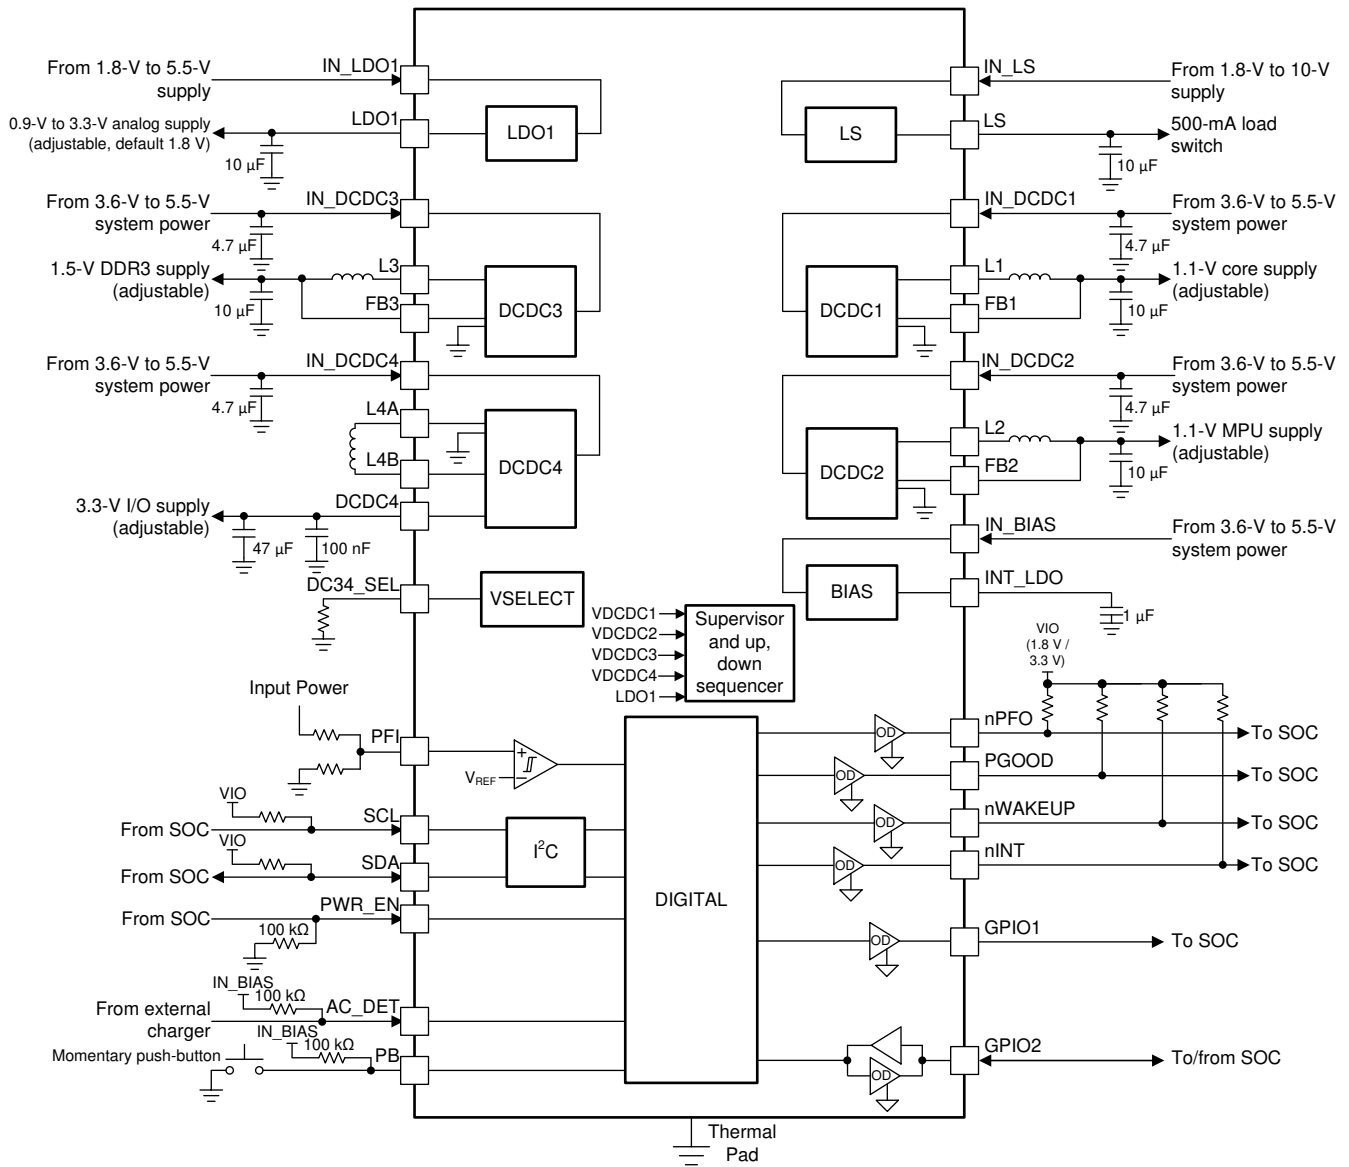 From 1.8-V to 5.5-V
supply
IN_LDO1
0.9-V to 3.3-V analog supply
(adjustable, default 1.8 V)
LDO1
10 µF
LDO1
From 3.6-V to 5.5-V
system power
IN_DCDC3
4.7 µF
1.5-V DDR3 supply
(adjustable)
L3
10 µF
FB3
DCDC3
From 3.6-V to 5.5-V
system power
IN_DCDC4
4.7 µF
L4A
L4B
DCDC4
3.3-V I/O supply
(adjustable)
DCDC4
47 µF
100 nF
DC34_SEL
VSELECT
IN_LS
From 1.8-V to 10-V
supply
LS
LS
500-mA load
switch
10 µF
IN_DCDC1
From 3.6-V to 5.5-V
system power
4.7 µF
L1
1.1-V core supply
(adjustable)
FB1
10 µF
DCDC1
IN_DCDC2
From 3.6-V to 5.5-V
system power
4.7 µF
L2
1.1-V MPU supply
(adjustable)
FB2
10 µF
DCDC2
IN_BIAS
From 3.6-V to 5.5-V
system power
BIAS
INT_LDO
1 µF
VDCDC1
VDCDC2
VDCDC3
VDCDC4
LDO1
Supervisor
and up,
down
sequencer
VIO
(1.8 V /
3.3 V)
Input Power
PFI
VREF
+
−
VIO
From SOC
SCL
VIO
From SOC
SDA
I2C
From SOC
PWR_EN
100 kΩ
IN_BIAS
100 kΩ
From external
charger
AC_DET
IN_BIAS
100 kΩ
Momentary push-button
PB
DIGITAL
OD
nPFO
To SOC
OD
PGOOD
To SOC
OD
nWAKEUP
To SOC
OD
nINT
To SOC
OD
GPIO1
To SOC
OD
GPIO2
To/from SOC
Thermal
Pad